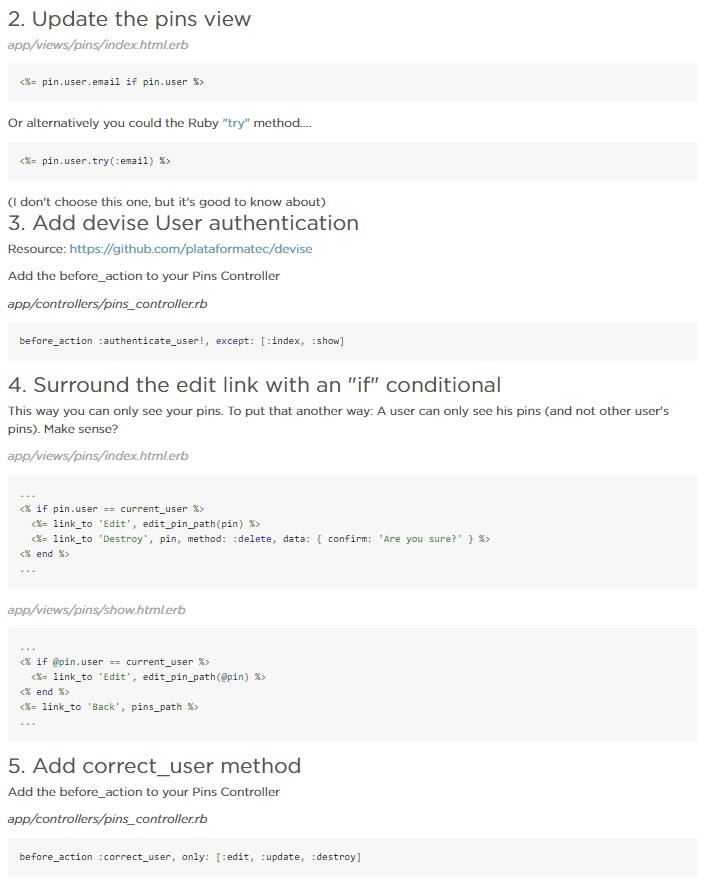 2. Update the pins view
app/views/pins/index.html.erb
<%= pin.user.email if pin.user %>
Or alternatively you could the Ruby "try" method....
<%= pin.user.try(:email) %>
(I don't choose this one, but it's good to know about)
3. Add devise User authentication
Resource: https://github.com/plataformatec/devise
Add the before_action to your Pins Controller
app/controllers/pins_controller.rb
before_action :authenticate_user!, except: [:index, :show]
4. Surround the edit link with an "if" conditional
This way you can only see your pins. To put that another way: A user can only see his pins (and not other user's
pins). Make sense?
app/views/pins/index.html.erb
...
<% if pin.user == current_user %>
  <%= link_to 'Edit', edit_pin_path(pin) %>
  <%= link_to 'Destroy', pin, method: :delete, data: { confirm: 'Are you sure?' } %>
<% end %>
...
app/views/pins/show.html.erb
...
<% if @pin.user == current_user %>
  <%= link_to 'Edit', edit_pin_path(@pin) %>
<% end %>
<%= link_to 'Back', pins_path %>
...
5. Add correct_user method
Add the before_action to your Pins Controller
app/controllers/pins_controller.rb
before_action :correct_user, only: [:edit, :update, :destroy]